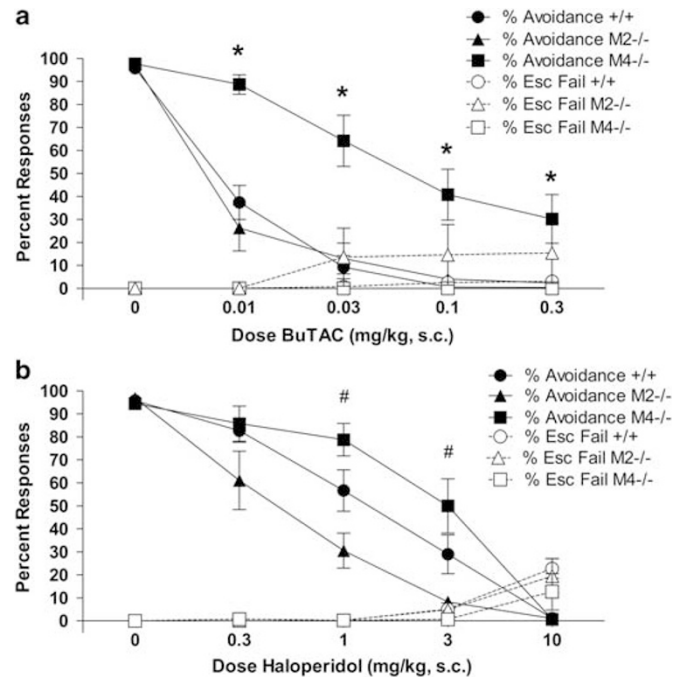 a
% Avoidance +/+
% Avoidance M2-/-
% Avoidance M4-/-
% Esc Fail +/+
% Esc Fail M2-/-
% Esc Fail M4-/-
Percent Responses
100
90
80
70
60
50
40
30
20
10
0
* * * *
0 0.01 0.03 0.1 0.3
Dose BuTAC (mg/kg, s.c.)
b
% Avoidance +/+
% Avoidance M2-/-
% Avoidance M4-/-
% Esc Fail +/+
% Esc Fail M2-/-
% Esc Fail M4-/-
Percent Responses
100
90
80
70
60
50
40
30
20
10
0
# #
0 0.3 1 3 10
Dose Haloperidol (mg/kg, s.c.)